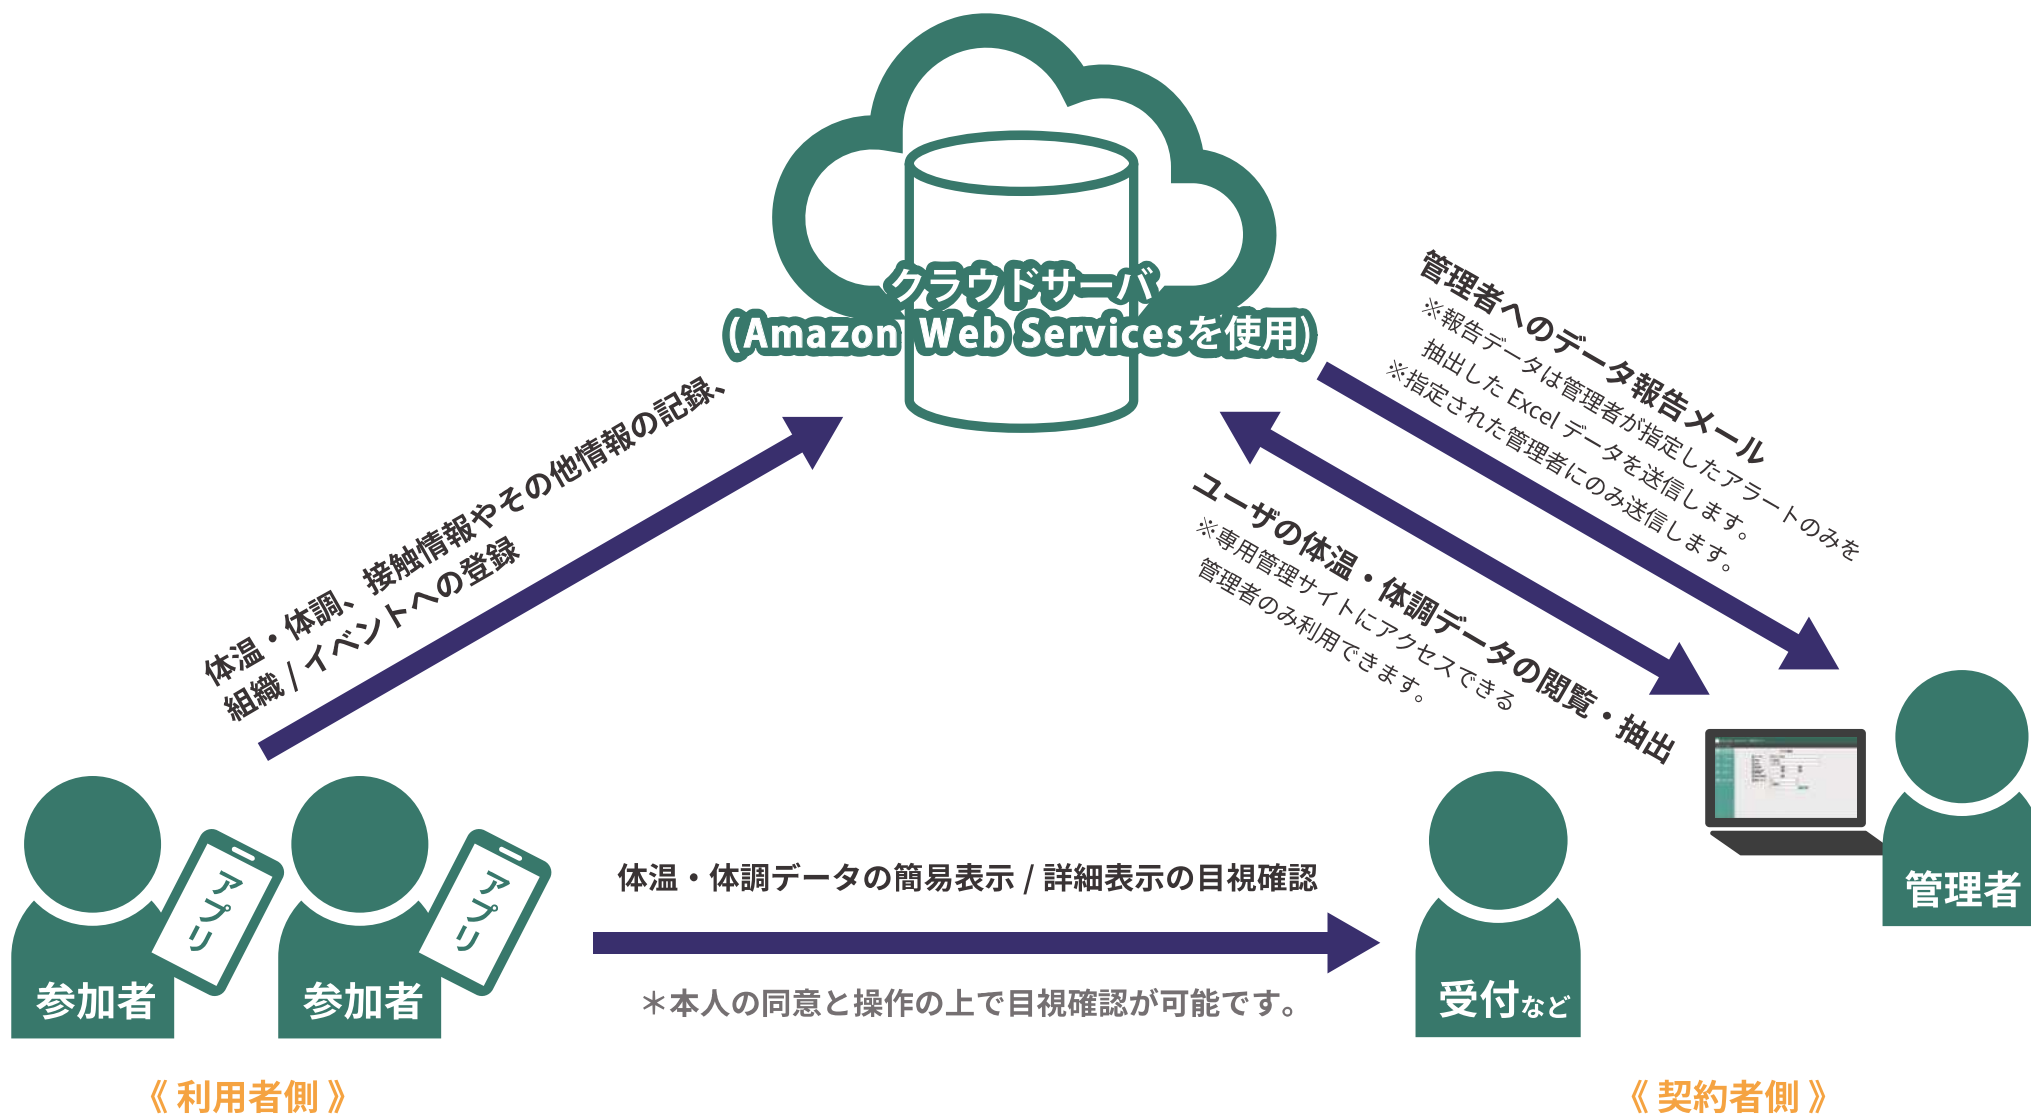 クラウドサーバ
(Amazon Web Servicesを使用)
管理者へのデータ報告メール
※報告データは管理者が指定したアラートのみを
抽出した Excel データを送信します。
※指定された管理者にのみ送信します。
ユーザの体温・体調データの閲覧・抽出
※専用管理サイトにアクセスできる
管理者のみ利用できます。
体温・体調、接触情報やその他情報の記録、
組織 / イベントへの登録
体温・体調データの簡易表示 / 詳細表示の目視確認
＊本人の同意と操作の上で目視確認が可能です。
アプリ
参加者
アプリ
参加者
受付など
管理者
《 利用者側 》
《 契約者側 》